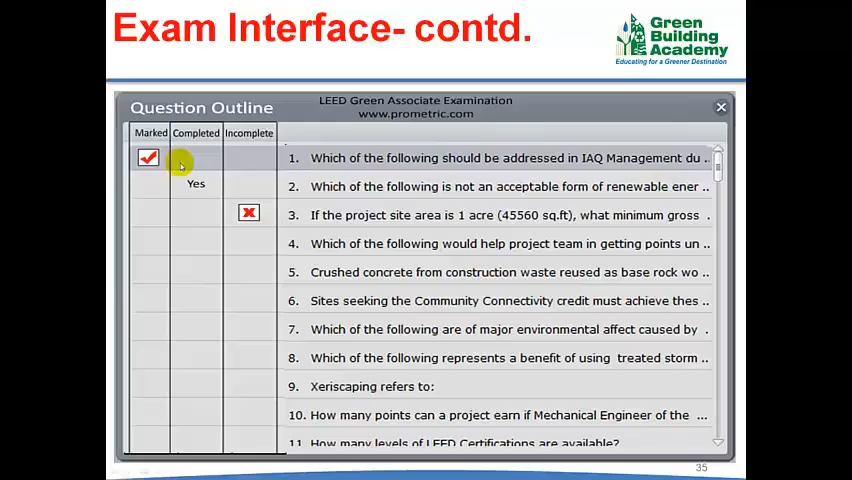 Exam Interface- contd.
Green
Building
Academy
Educating for a Greener Destination
Question Outline
LEED Green Associate Examination
www.prometric.com
Marked Completed Incomplete
1. Which of the following should be addressed in IAQ Management du ..
Yes 2. Which of the following is not an acceptable form of renewable ener ..
3. If the project site area is 1 acre (45560 sq.ft), what minimum gross .
4. Which of the following would help project team in getting points un ..
5. Crushed concrete from construction waste reused as base rock wo ..
6. Sites seeking the Community Connectivity credit must achieve thes ..
7. Which of the following are of major environmental affect caused by .
8. Which of the following represents a benefit of using treated storm ..
9. Xeriscaping refers to:
10. How many points can a project earn if Mechanical Engineer of the ...
11. How many levels of LEED Certifications are available?
35